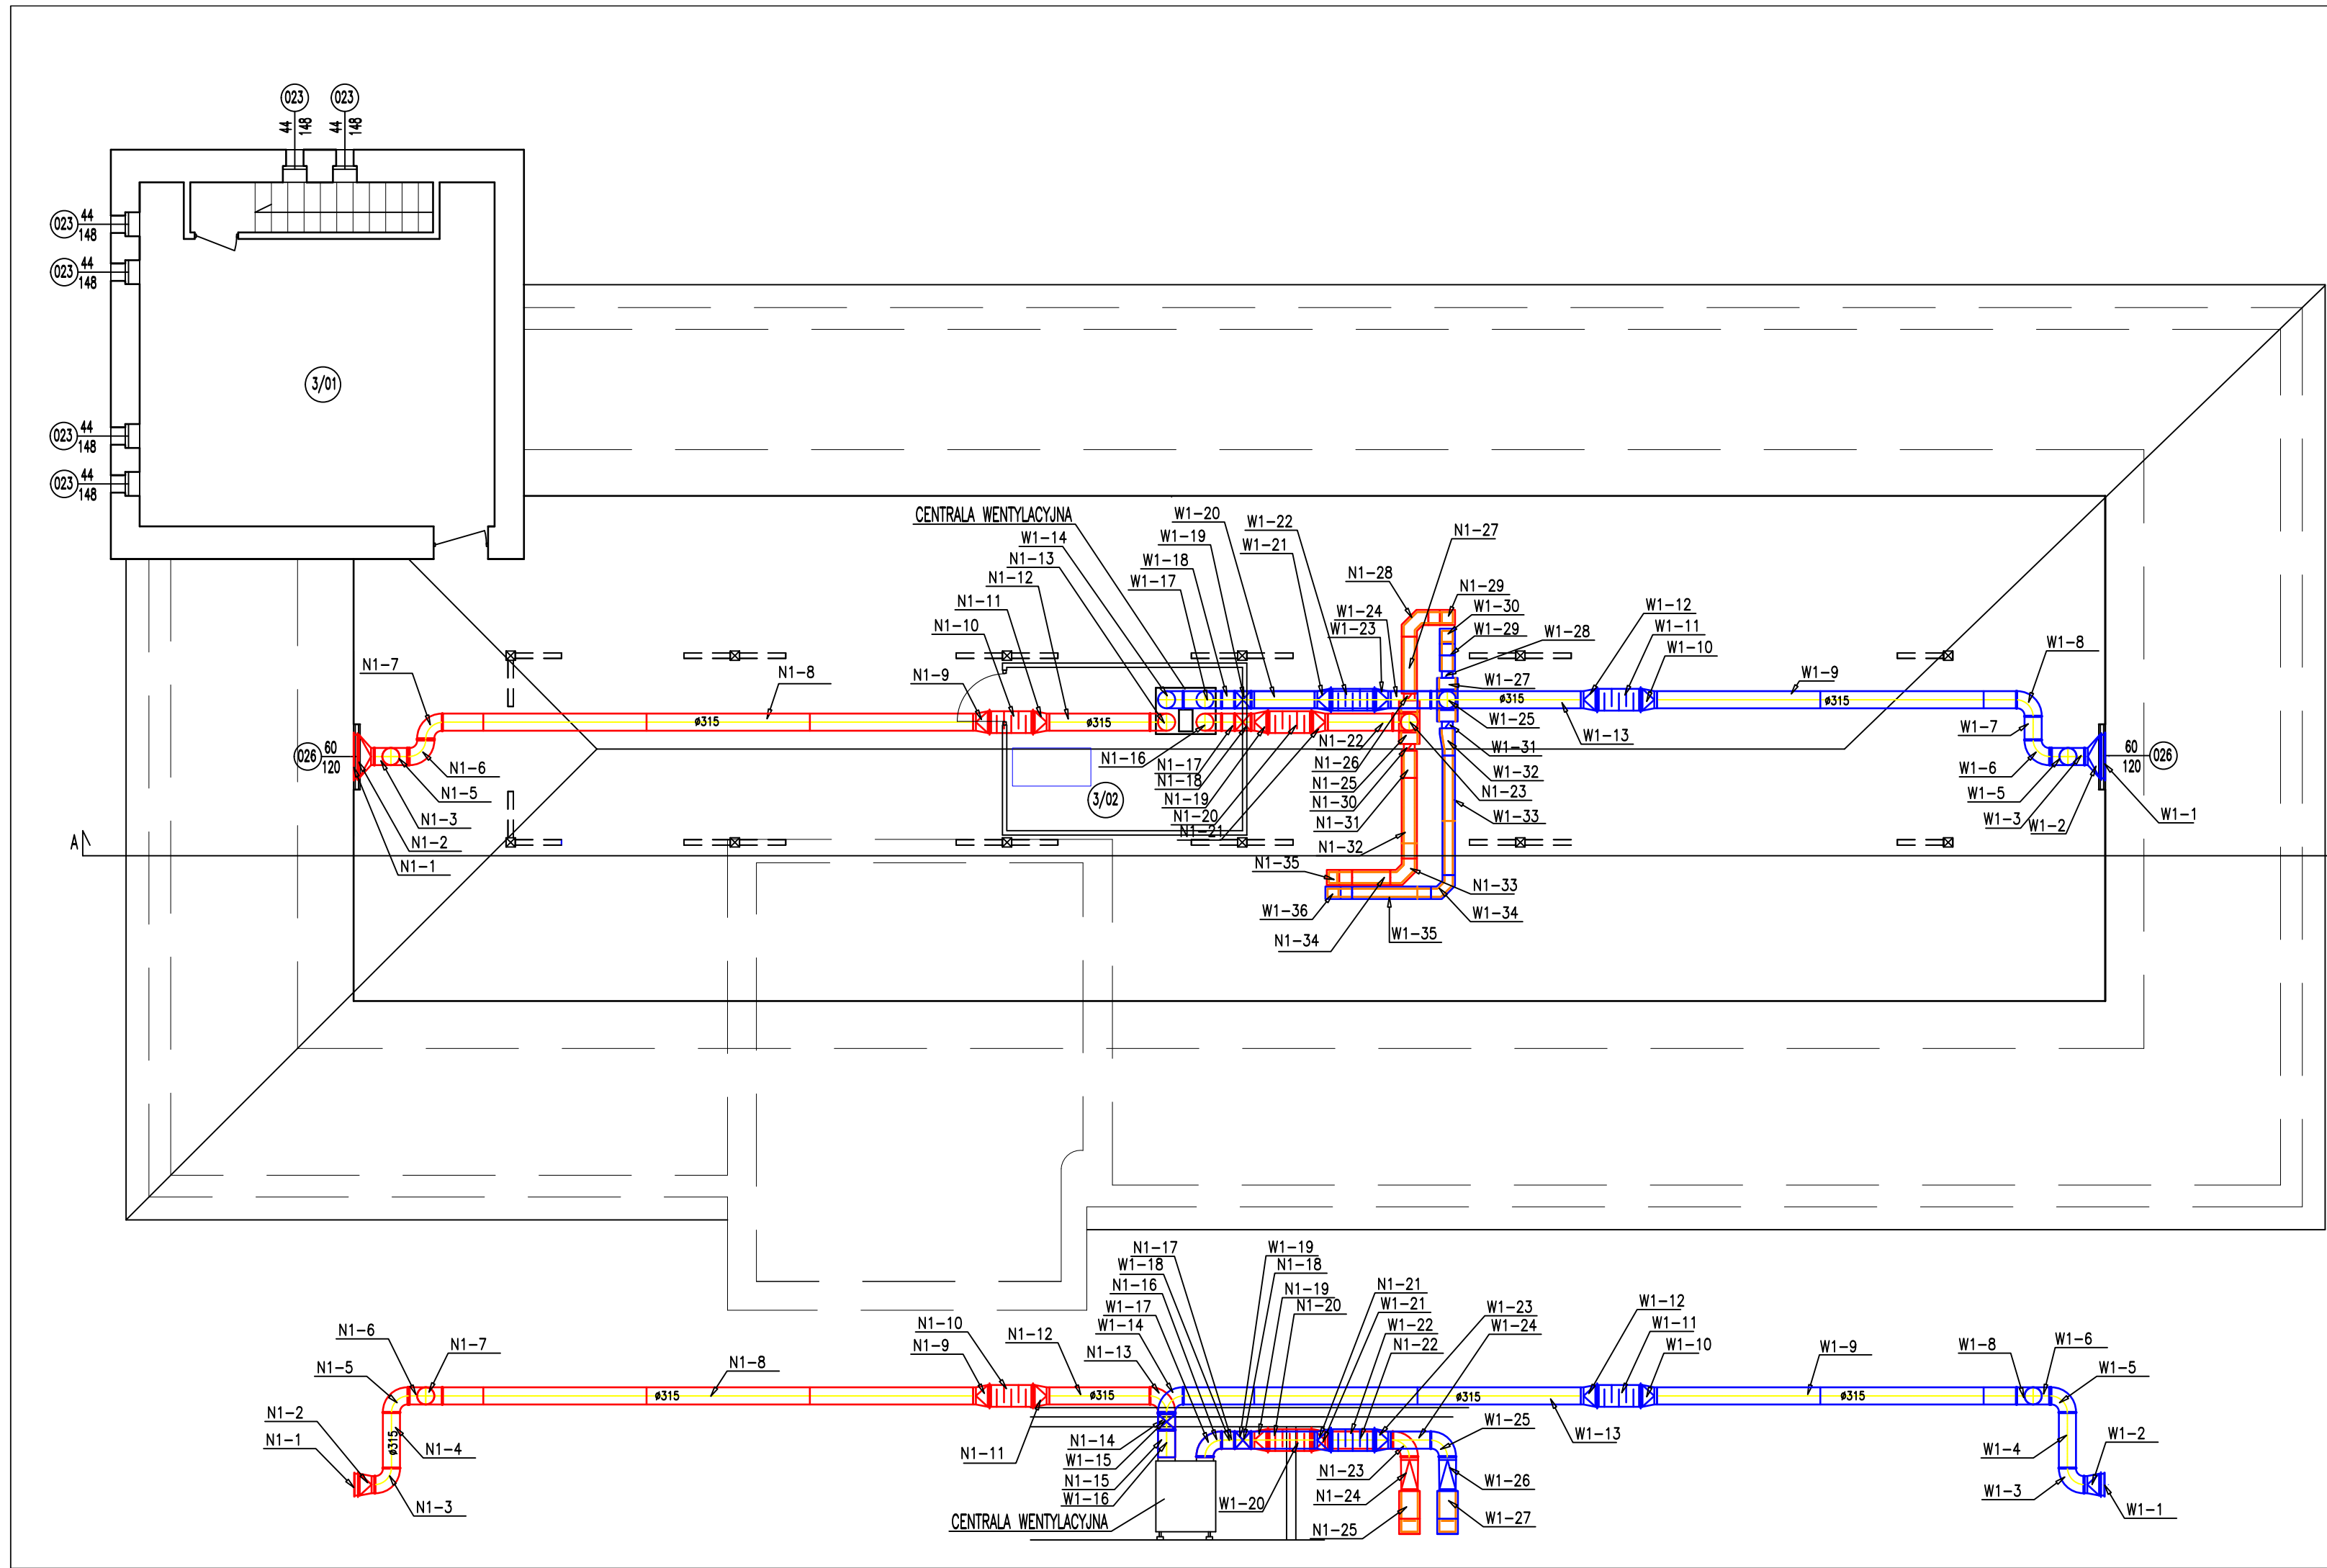 023
023
44
148
44
148
023
44
148
023
44
148
3/01
023
44
148
023
44
148
CENTRALA WENTYLACYJNA
W1-14
N1-13
N1-12
N1-11
N1-10
N1-9
W1-20
W1-19
W1-18
W1-17
W1-22
W1-21
N1-27
N1-28
N1-29
W1-30
W1-24
W1-23
W1-29
W1-28
W1-27
W1-12
W1-11
W1-10
W1-9
W1-8
N1-7
N1-8
ø315
ø315
ø315
ø315
026
60
120
N1-6
N1-5
N1-3
N1-2
N1-1
A
N1-16
N1-17
N1-18
N1-19
N1-20
N1-21
3/02
N1-22
N1-26
N1-25
N1-30
N1-31
N1-32
N1-35
W1-25
W1-13
W1-31
W1-32
N1-23
W1-33
N1-33
W1-34
W1-36
W1-35
N1-34
W1-7
W1-6
W1-5
W1-3
W1-2
W1-1
60
120
026
N1-6
N1-7
N1-5
N1-8
ø315
N1-2
N1-1
ø315
N1-4
N1-3
N1-10
N1-9
N1-12
ø315
N1-11
N1-17
W1-18
N1-16
W1-17
W1-14
N1-13
W1-19
N1-18
N1-19
N1-20
N1-21
W1-21
W1-22
N1-22
W1-23
W1-24
W1-12
W1-11
W1-10
W1-9
W1-8
W1-6
W1-5
ø315
ø315
N1-14
W1-15
N1-15
W1-16
CENTRALA WENTYLACYJNA
W1-20
N1-23
N1-24
N1-25
W1-25
W1-26
W1-27
W1-13
W1-4
W1-3
W1-2
W1-1